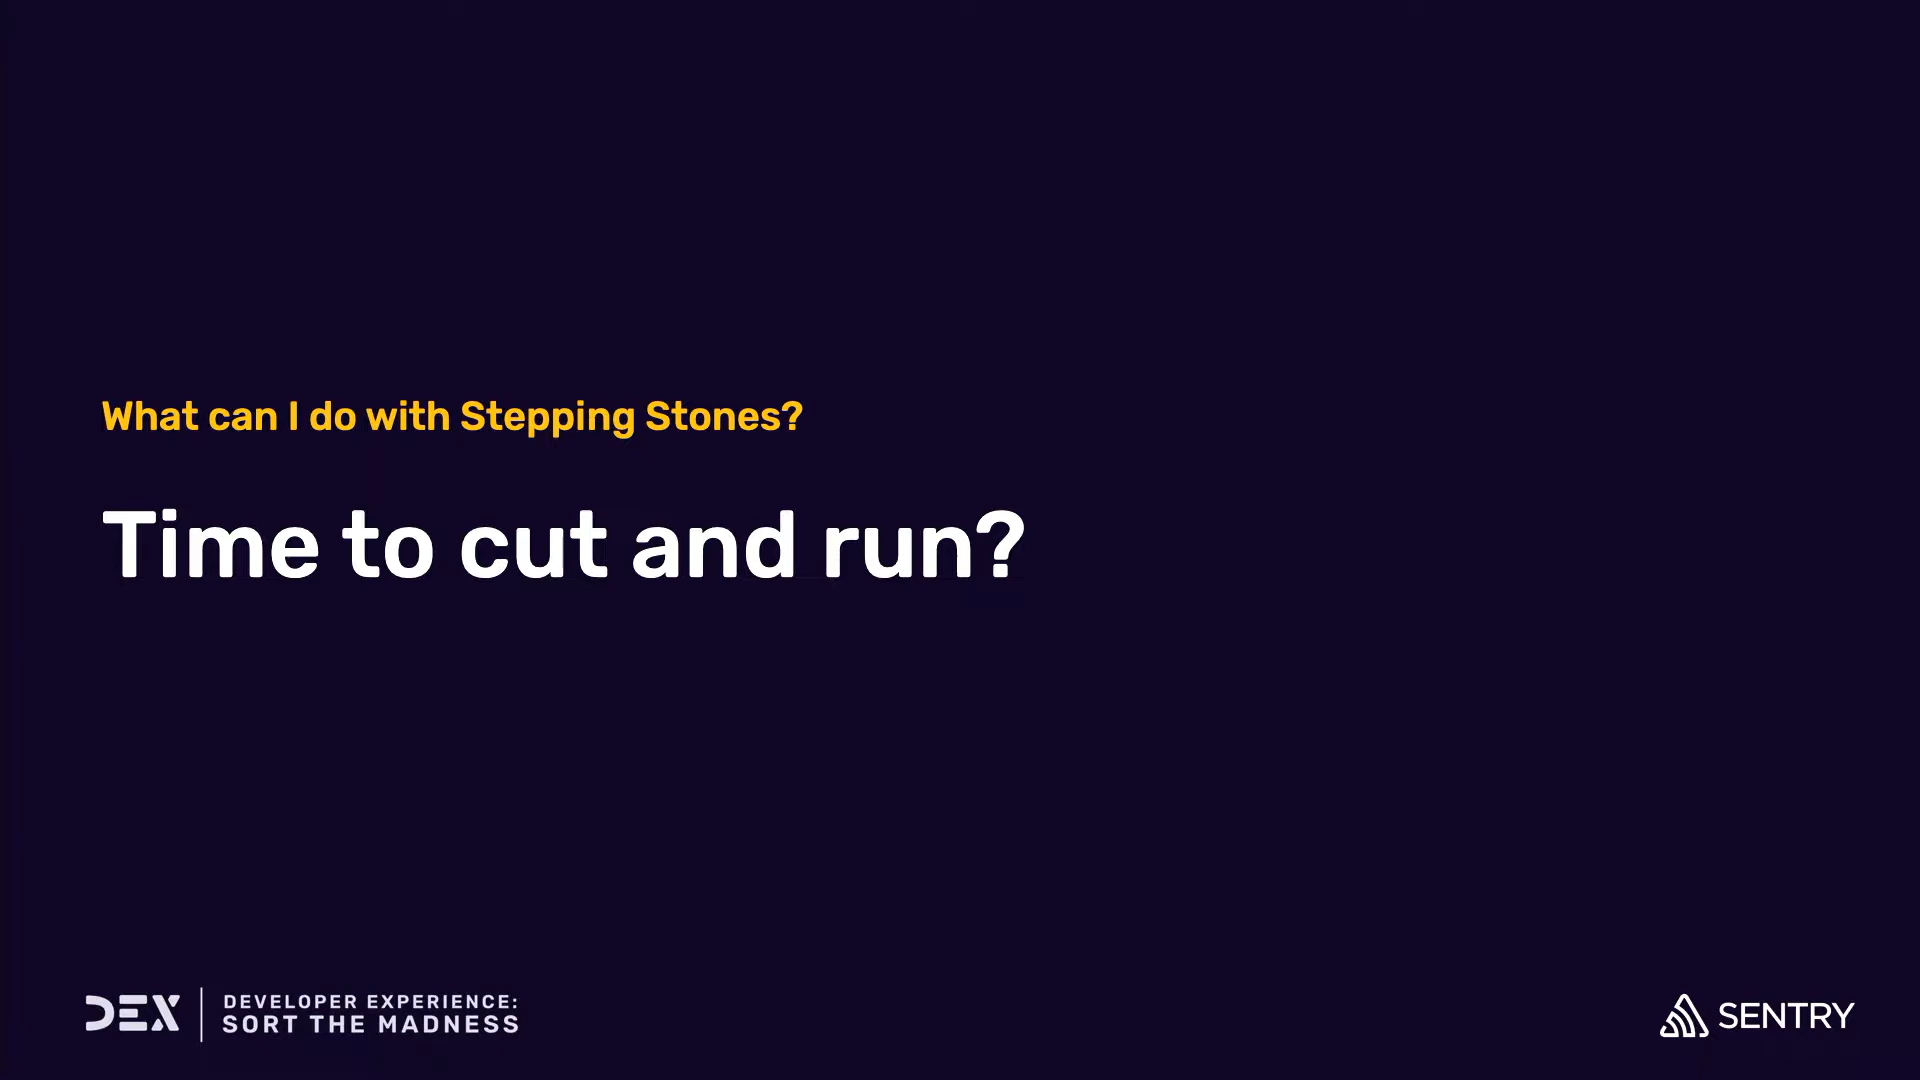 What can I do with Stepping Stones?
Time to cut and run?
DEX
DEVELOPER EXPERIENCE:
SORT THE MADNESS
SENTRY